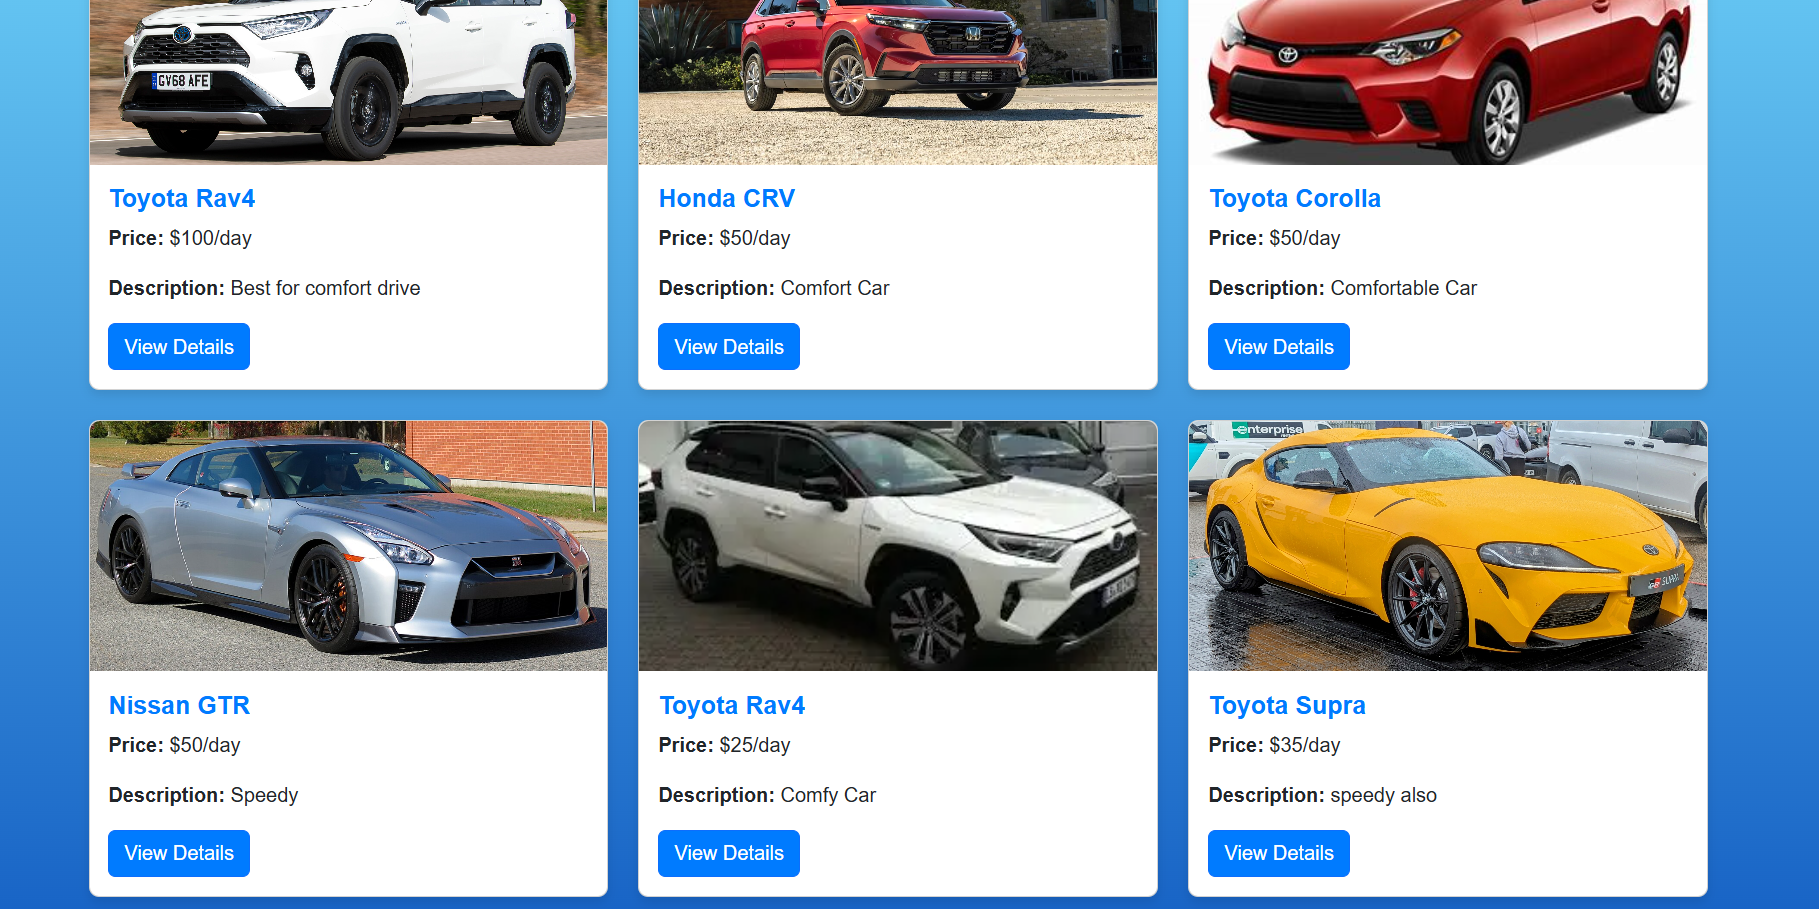 GV68 AFE
Toyota Rav4
Price: $100/day
Description: Best for comfort drive
View Details
Honda CRV
Price: $50/day
Description: Comfort Car
View Details
Toyota Corolla
Price: $50/day
Description: Comfortable Car
View Details
Nissan GTR
Price: $50/day
Description: Speedy
View Details
Toyota Rav4
Price: $25/day
Description: Comfy Car
View Details
enterprise
GR SUPRA
Toyota Supra
Price: $35/day
Description: speedy also
View Details